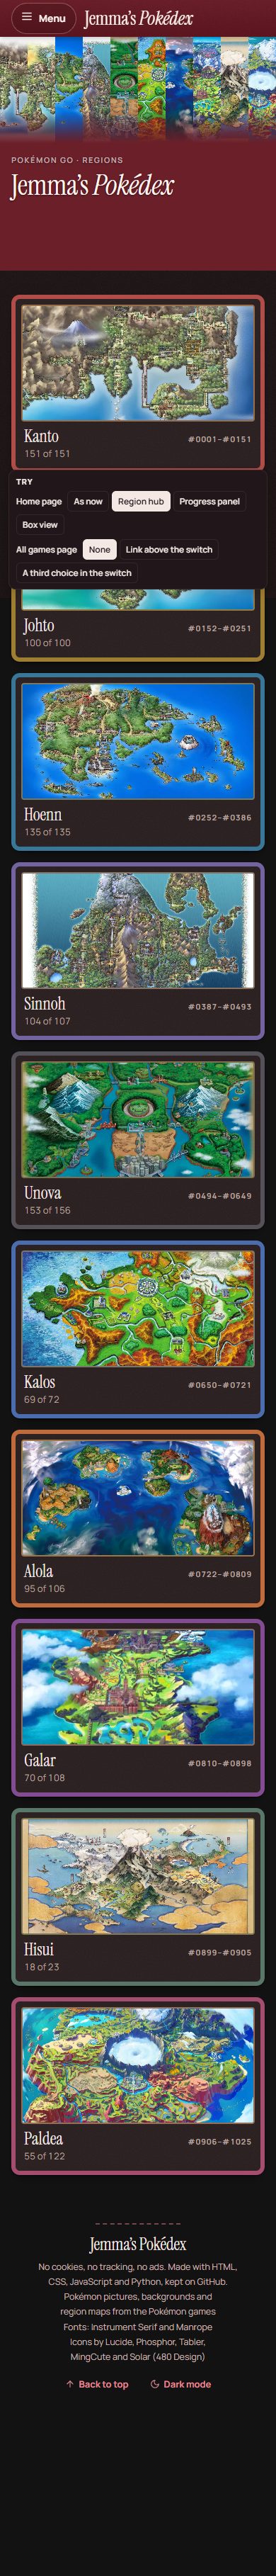 Menu
Jemma's Pokédex
POKÉMON GO · REGIONS
Jemma's Pokédex
Kanto
#0001–#0151
151 of 151
TRY
Home page As now Region hub Progress panel
Box view
All games page None Link above the switch
A third choice in the switch
Johto
#0152–#0251
100 of 100
Hoenn
#0252–#0386
135 of 135
Sinnoh
#0387–#0493
104 of 107
Unova
#0494–#0649
153 of 156
Kalos
#0650–#0721
69 of 72
Alola
#0722–#0809
95 of 106
Galar
#0810–#0898
70 of 108
Hisui
#0899–#0905
18 of 23
Paldea
#0906–#1025
55 of 122
Jemma's Pokédex
No cookies, no tracking, no ads. Made with HTML,
CSS, JavaScript and Python, kept on GitHub.
Pokémon pictures, backgrounds and
region maps from the Pokémon games
Fonts: Instrument Serif and Manrope
Icons by Lucide, Phosphor, Tabler,
MingCute and Solar (480 Design)
Back to top
Dark mode